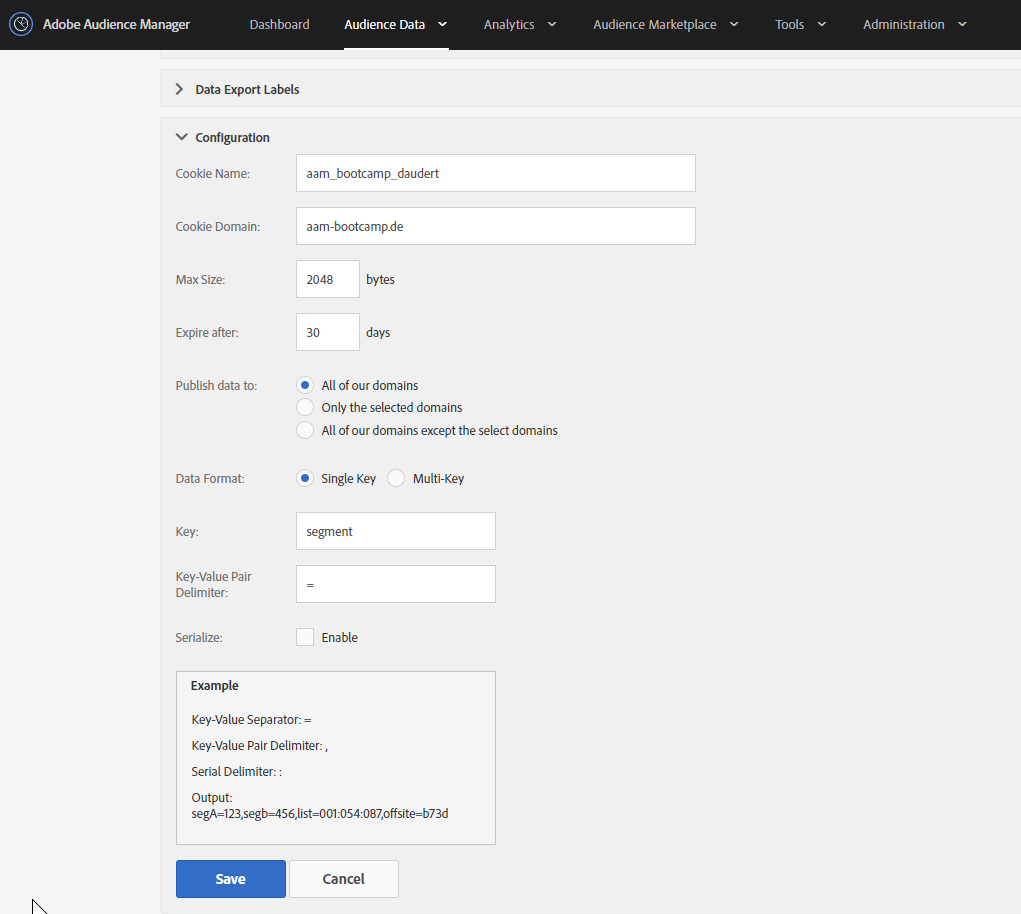 Adobe Audience Manager Dashboard Audience Data Analytics Audience Marketplace Tools Administration
Data Export Labels
Configuration
Cookie Name: aam_bootcamp_daudert
Cookie Domain: aam-bootcamp.de
Max Size: 2048 bytes
Expire after: 30 days
Publish data to: All of our domains
Only the selected domains
All of our domains except the select domains
Data Format: Single Key Multi-Key
Key: segment
Key-Value Pair
Delimiter: =
Serialize: Enable
Example
Key-Value Separator: =
Key-Value Pair Delimiter: ,
Serial Delimiter: :
Output:
segA=123,segb=456,list=001:054:087,offsite=b73d
Save Cancel